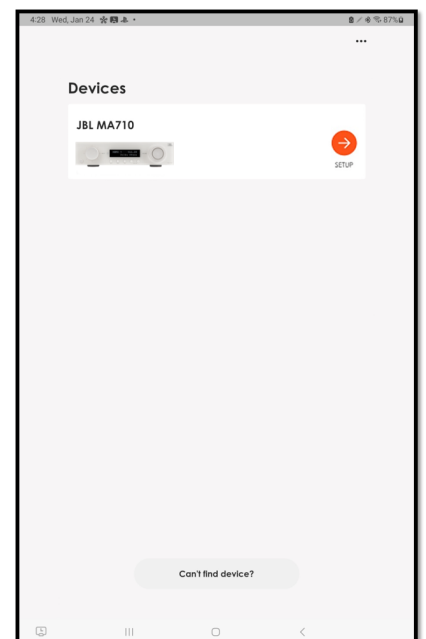 4:28 Wed, Jan 24
87%
Devices
JBL MA710
SETUP
Can't find device?